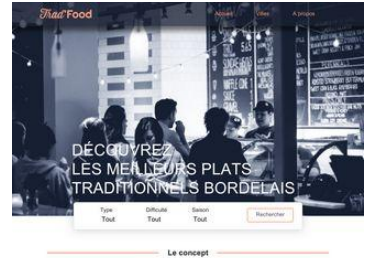 Trad'Food
Accueil Villes A propos
DÉCOUVREZ
LES MEILLEURS PLATS
TRADITIONNELS BORDELAIS
Type Difficulté Saison
Tout Tout Tout
Rechercher
Le concept